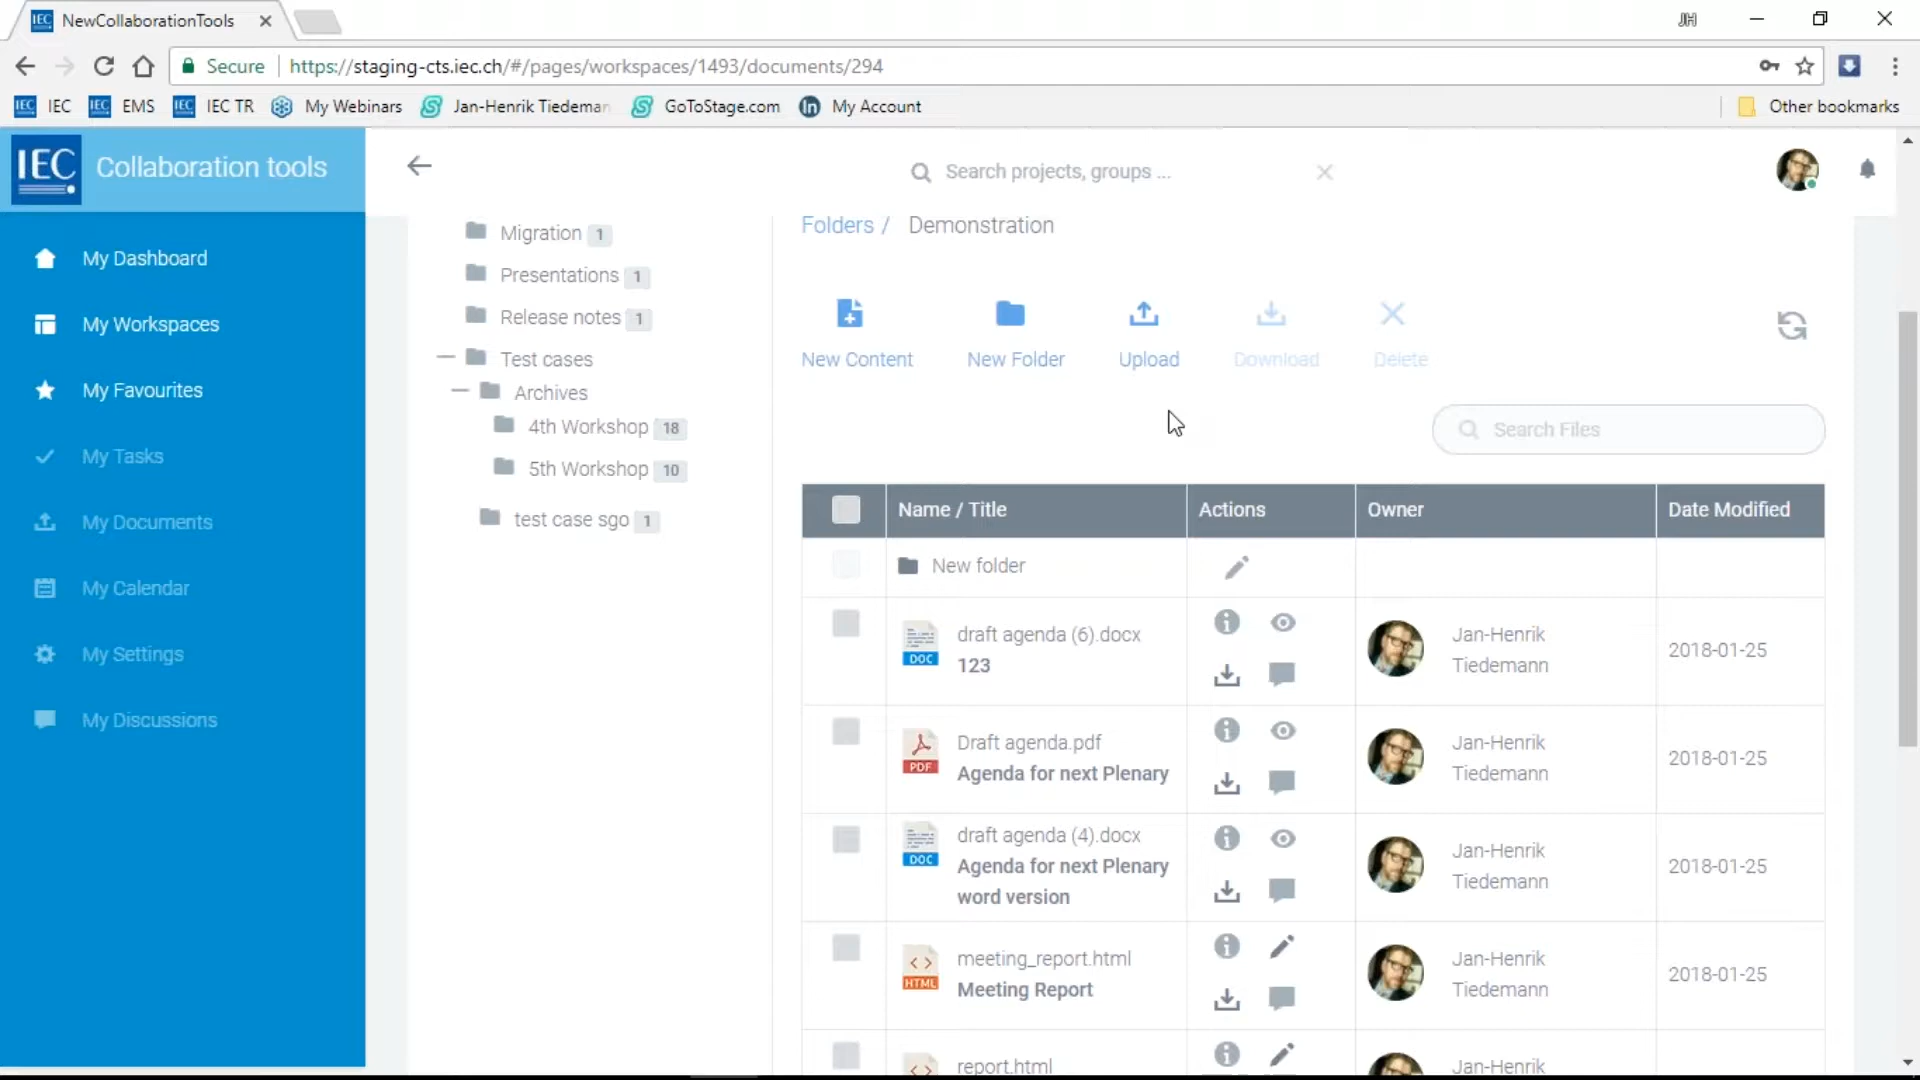 NewCollaborationTools
JH
Secure
https://staging-cts.iec.ch/#/pages/workspaces/1493/documents/294
IEC IEC
IEC EMS
IEC IEC TR
My Webinars
Jan-Henrik Tiedeman
GoToStage.com
My Account
Other bookmarks
IEC Collaboration tools
Search projects, groups ...
My Dashboard
My Workspaces
My Favourites
My Tasks
My Documents
My Calendar
My Settings
My Discussions
Migration 1
Presentations 1
Release notes 1
Test cases
Archives
4th Workshop 18
5th Workshop 10
test case sgo 1
Folders / Demonstration
New Content
New Folder
Upload
Download
Delete
Search Files
Name / Title Actions Owner Date Modified
New folder
DOC
draft agenda (6).docx
123
Jan-Henrik
Tiedemann
2018-01-25
PDF
Draft agenda.pdf
Agenda for next Plenary
Jan-Henrik
Tiedemann
2018-01-25
DOC
draft agenda (4).docx
Agenda for next Plenary
word version
Jan-Henrik
Tiedemann
2018-01-25
HTML
meeting_report.html
Meeting Report
Jan-Henrik
Tiedemann
2018-01-25
report.html
Jan-Henrik